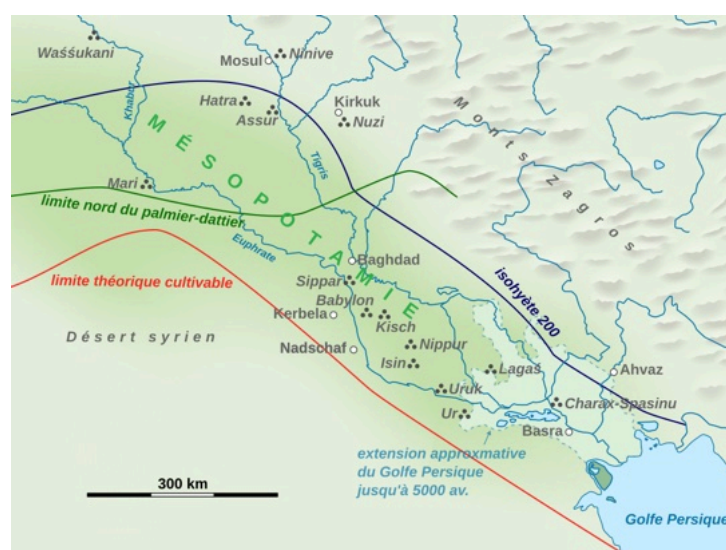 Waśśukani
Ninive
Mosul
Khabur
Hatra
Assur
Kirkuk
Nuzi
Monts Zagros
MÉSOPOTAMIE
Tigris
Mari
limite nord du palmier-dattier
Euphrate
Baghdad
isohyète 200
limite théorique cultivable
Sippar
Babylon
Kerbela
Kisch
Désert syrien
Nadschaf
Nippur
Isin
Lagaš
Ahvaz
Uruk
Ur
Charax-Spasinu
Basra
extension approxmative
du Golfe Persique
jusqu'à 5000 av.
300 km
Golfe Persique